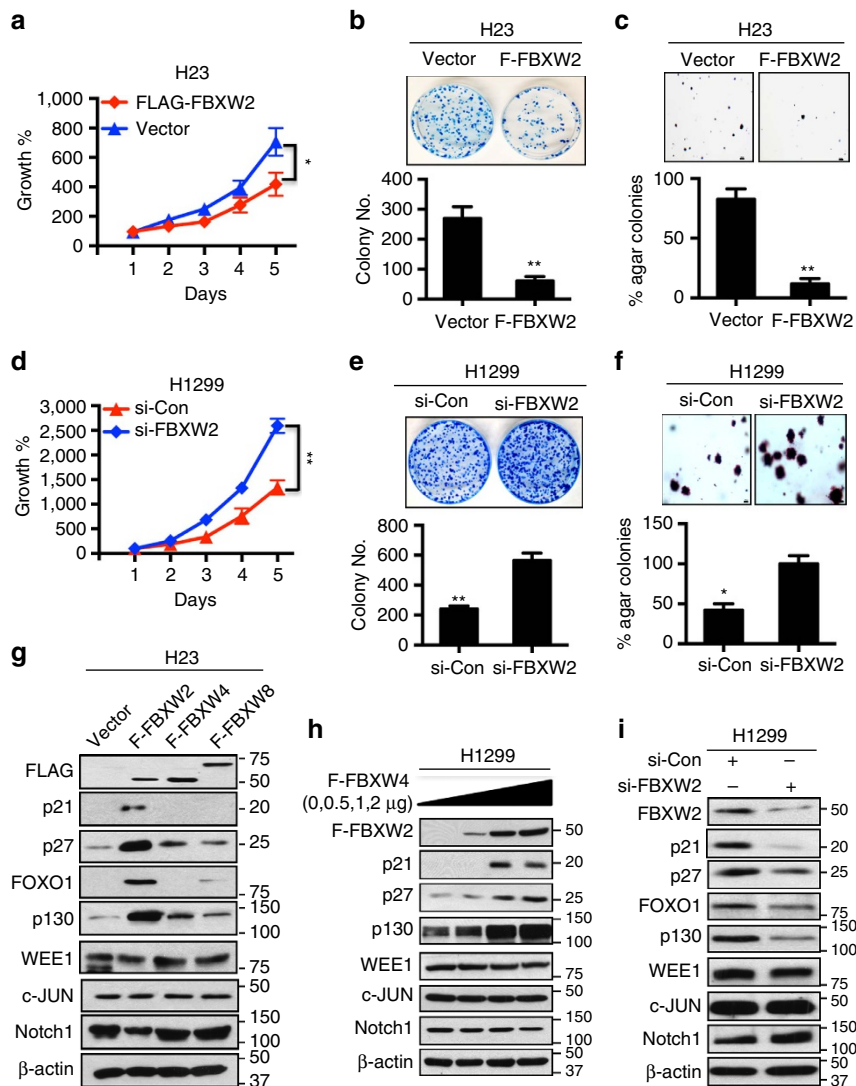 a
H23
FLAG-FBXW2
Vector
1,000
800
600
400
200
0
Growth %
1 2 3 4 5
Days
*
b
H23
Vector F-FBXW2
400
300
200
100
0
Colony No.
**
Vector F-FBXW2
c
H23
Vector F-FBXW2
100
50
0
% agar colonies
**
Vector F-FBXW2
d
H1299
si-Con
si-FBXW2
3,000
2,500
2,000
1,500
1,000
500
0
Growth %
1 2 3 4 5
Days
**
e
H1299
si-Con si-FBXW2
800
600
400
200
0
Colony No.
**
si-Con si-FBXW2
f
H1299
si-Con si-FBXW2
150
100
50
0
% agar colonies
*
si-Con si-FBXW2
g
H23
Vector F-FBXW2 F-FBXW4 F-FBXW8
FLAG 75 50
p21 20
p27 25
FOXO1 75
p130 150 100
WEE1 75
c-JUN 50
Notch1 150 100
β-actin 50 37
h
H1299
F-FBXW4
(0,0.5,1,2 μg)
F-FBXW2 50
p21 20
p27 25
p130 150 100
WEE1 75
c-JUN 50
Notch1 150 100
β-actin 50 37
i
H1299
si-Con + –
si-FBXW2 – +
FBXW2 50
p21 20
p27 25
FOXO1 75
p130 150 100
WEE1 75
c-JUN 50
Notch1 150 100
β-actin 50 37